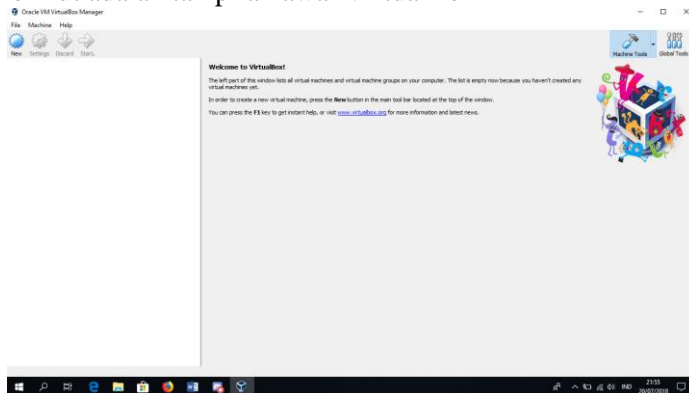 Oracle VM VirtualBox Manager
File Machine Help
New Settings Discard Start
Machine Tools Global Tools
Welcome to VirtualBox!
The left part of this window lists all virtual machines and virtual machine groups on your computer. The list is empty now because you haven't created any
virtual machines yet.
In order to create a new virtual machine, press the New button in the main tool bar located at the top of the window.
You can press the F1 key to get instant help, or visit www.virtualbox.org for more information and latest news.
IND
21:55
20/07/2018